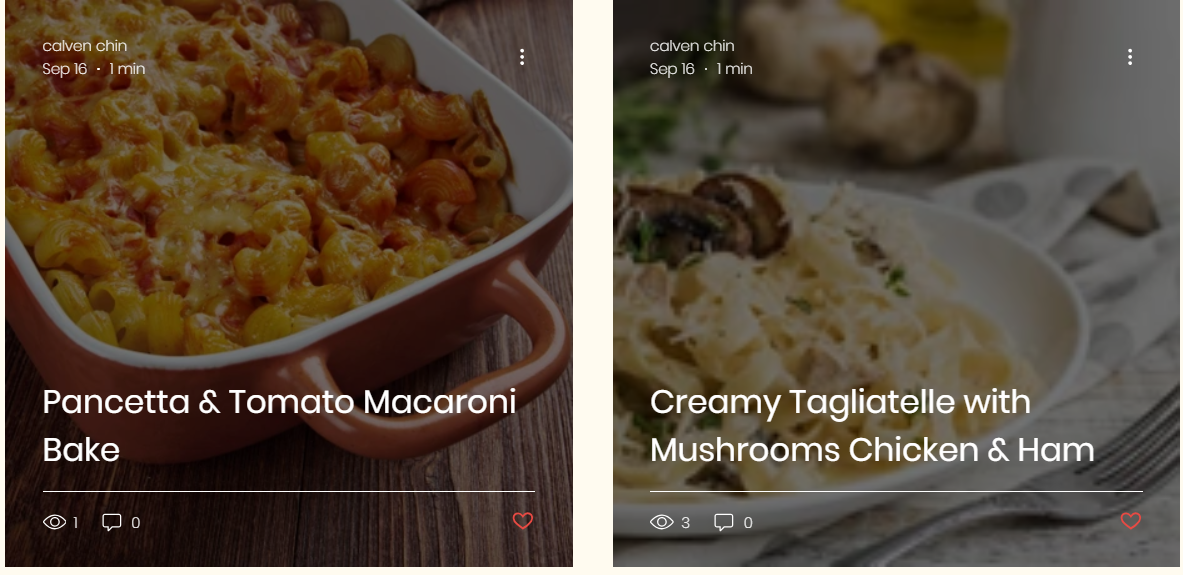 calven chin
Sep 16 · 1 min
Pancetta & Tomato Macaroni
Bake
1 0
calven chin
Sep 16 · 1 min
Creamy Tagliatelle with
Mushrooms Chicken & Ham
3 0